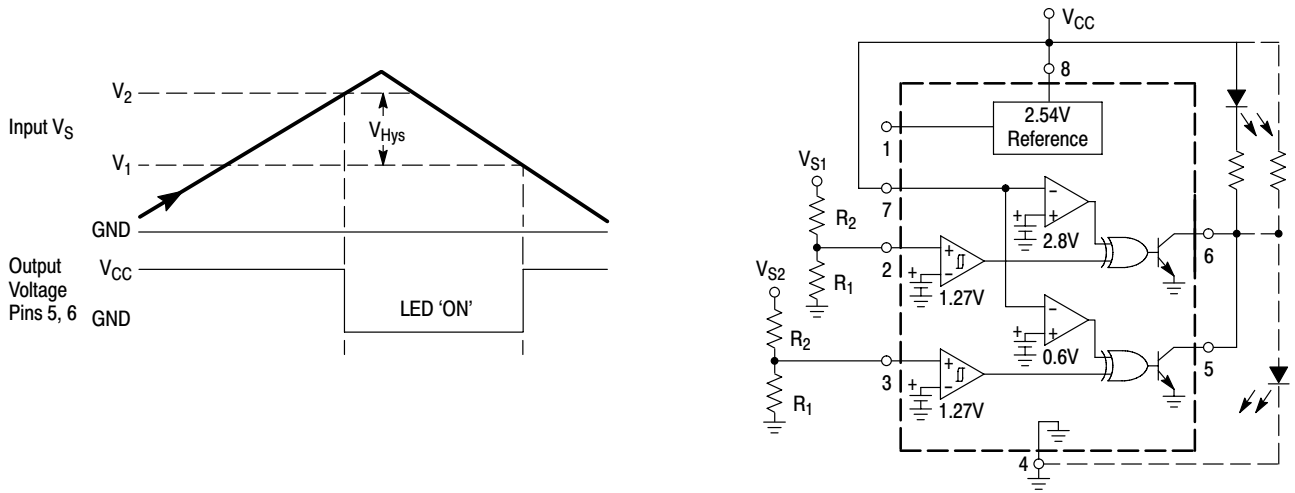 Input VS
V2
V1
VHys
GND
Output
Voltage
Pins 5, 6
VCC
GND
LED ‘ON’
VCC
8
2.54V
Reference
1
VS1
7
R2
2.8V
2
6
R1
1.27V
VS2
R2
0.6V
3
5
R1
1.27V
4